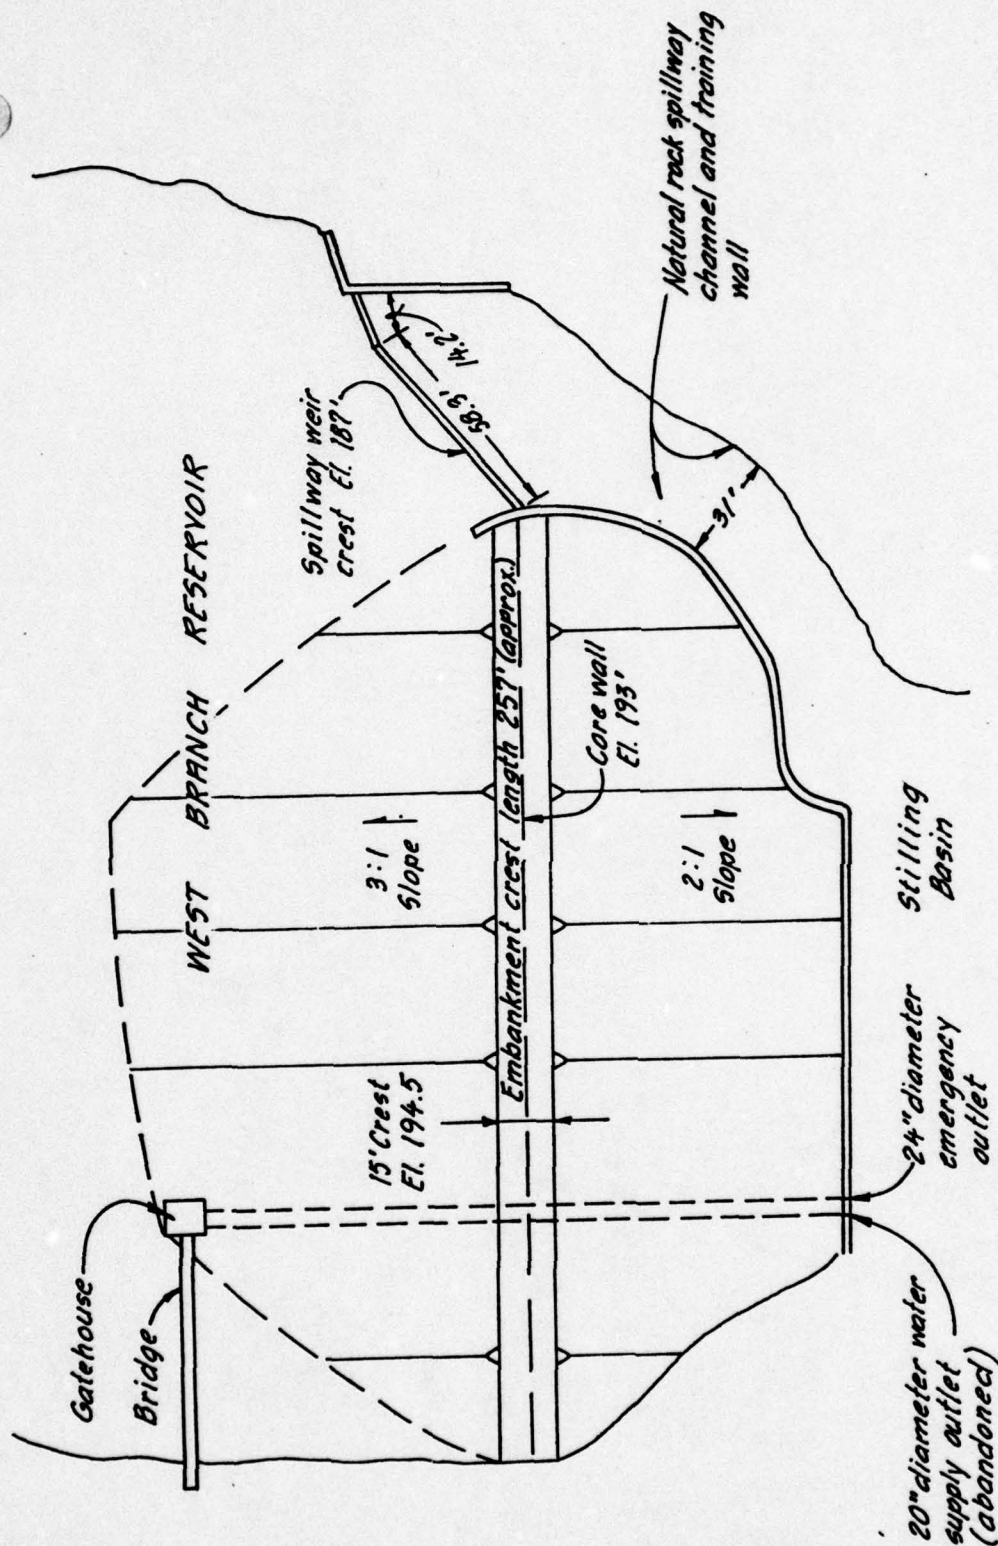 Gatehouse
Bridge
WEST BRANCH RESERVOIR
Spillway weir
crest El. 187'
14.2'
58.3'
Natural rock spillway
channel and training
wall
31'
3:1
Slope
15' Crest
El. 194.5
Embankment crest length 257' (approx.)
Core wall
El. 193'
2:1
Slope
Stilling
Basin
24" diameter
emergency
outlet
20" diameter water
supply outlet
(abandoned)